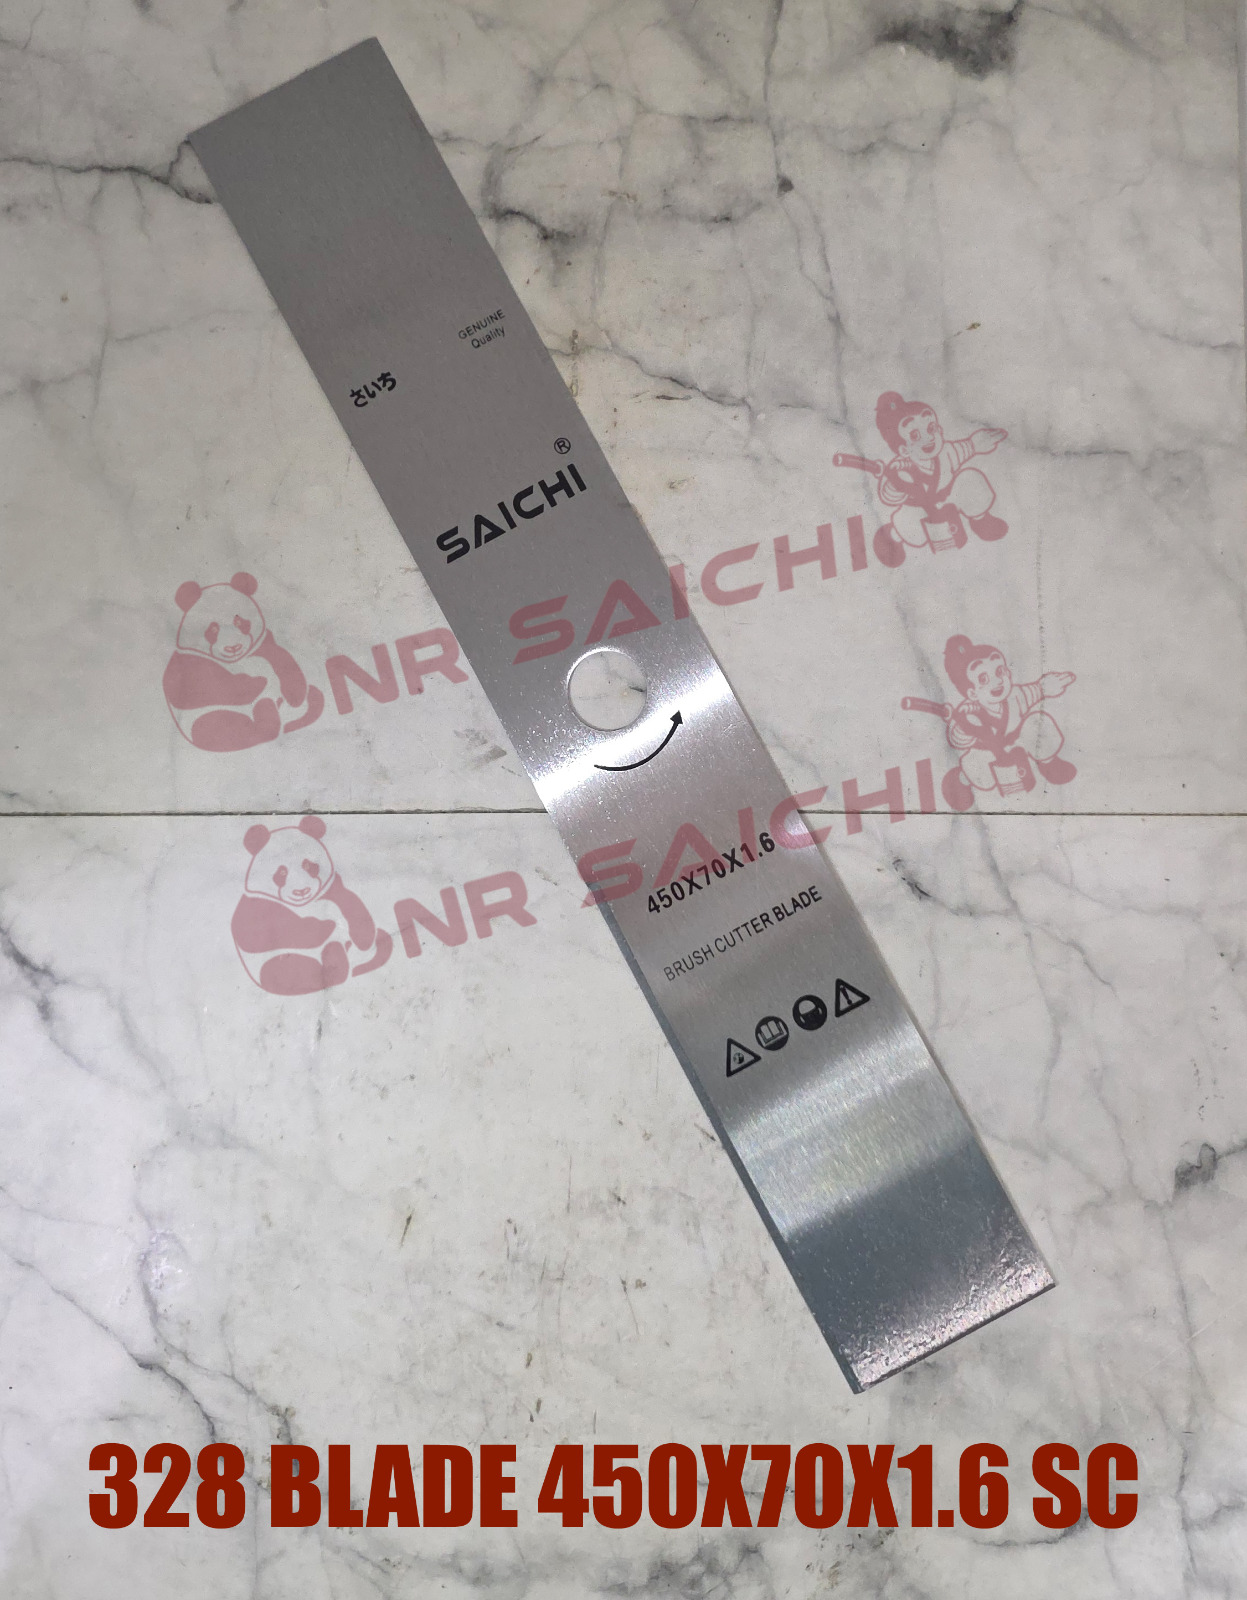 GENUINE
Quality
さいち
SAICHI®
NR SAICHI
450X70X1.6
NR SAICHI
BRUSH CUTTER BLADE
328 BLADE 450X70X1.6 SC